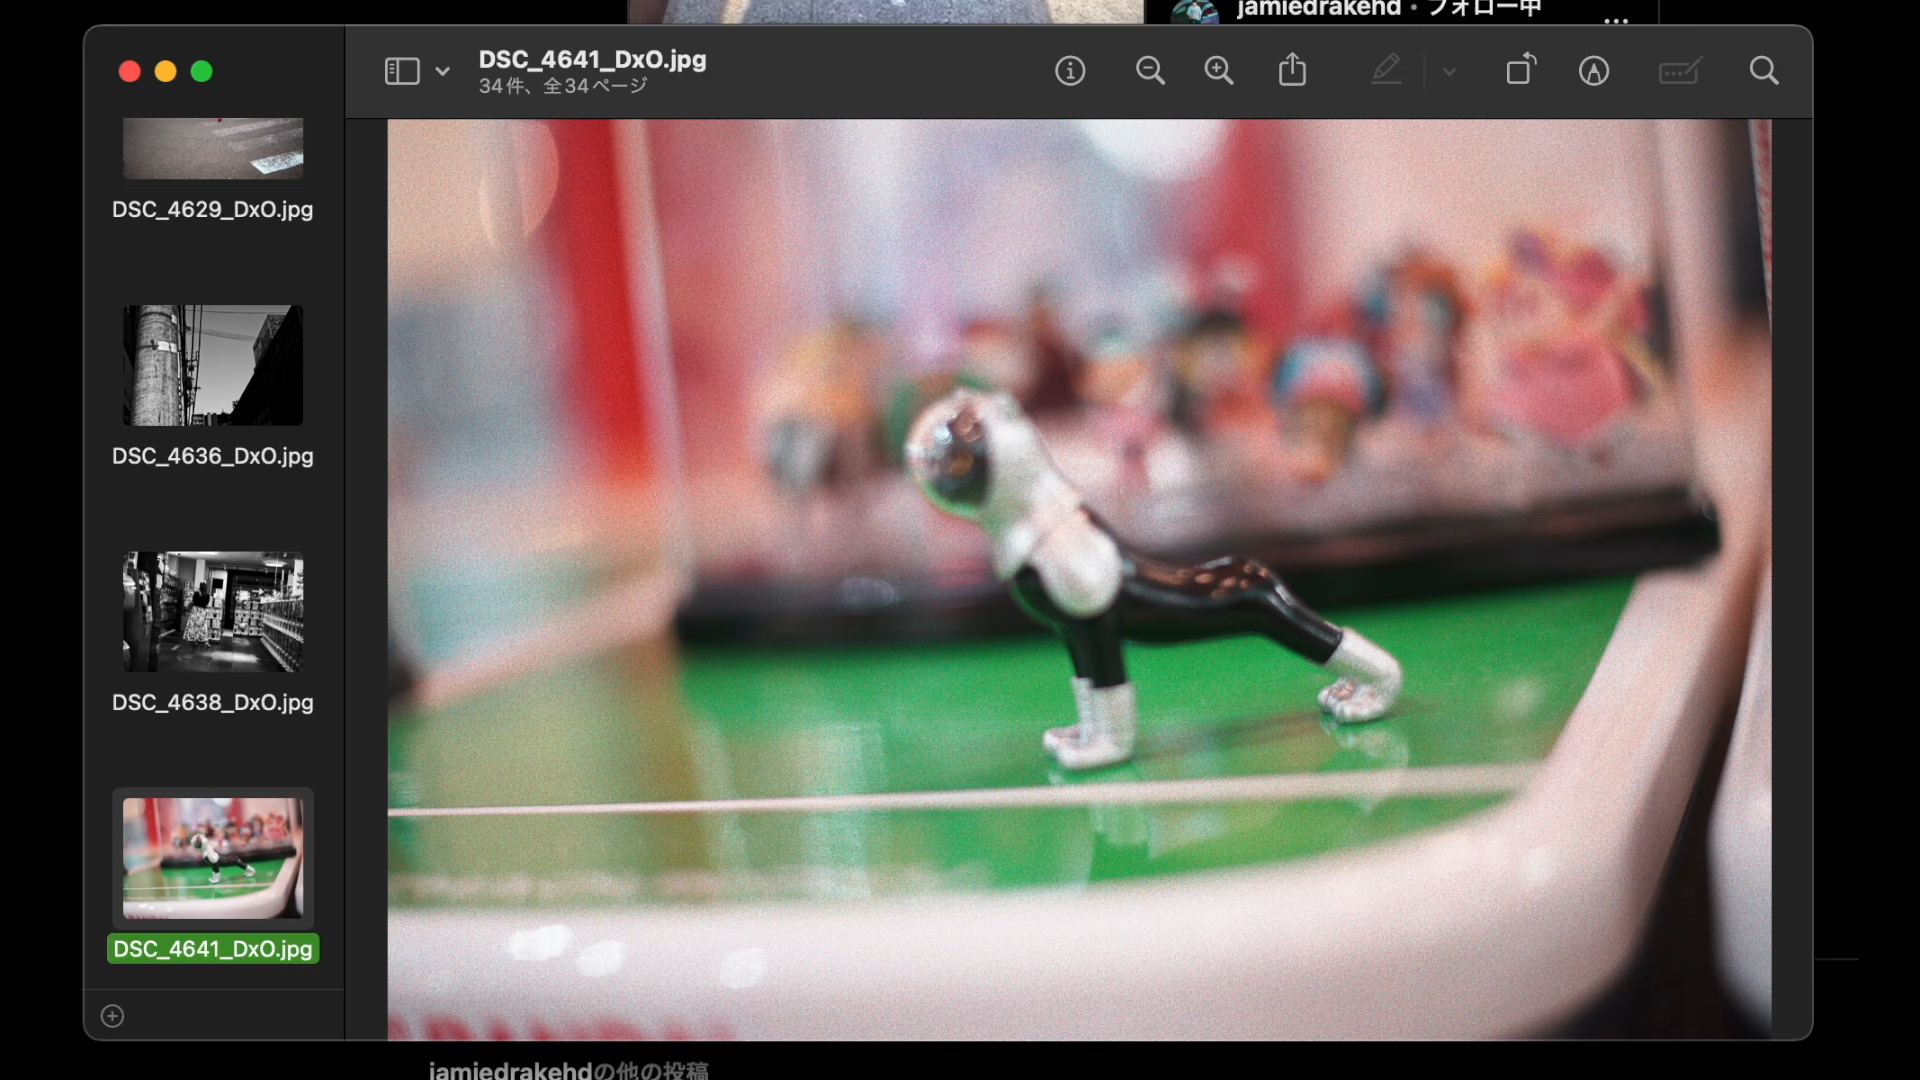 jamiedrakehd • フォロー中
DSC_4641_DxO.jpg
34件、全34ページ
DSC_4629_DxO.jpg
DSC_4636_DxO.jpg
DSC_4638_DxO.jpg
DSC_4641_DxO.jpg
jamiedrakehdの他の投稿